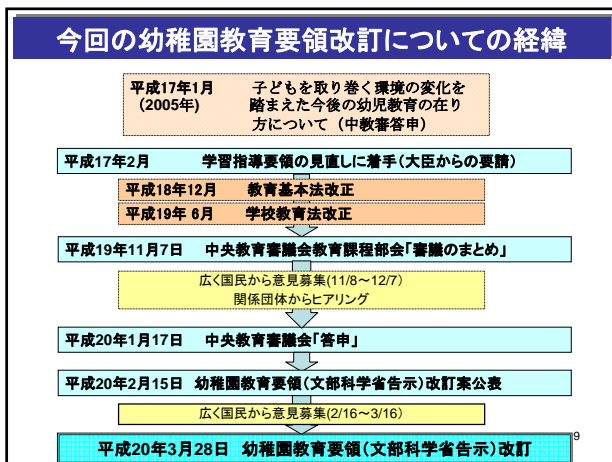 今回の幼稚園教育要領改訂についての経緯
平成17年1月 子どもを取り巻く環境の変化を
(2005年) 踏まえた今後の幼児教育の在り
方について（中教審答申）
平成17年2月 学習指導要領の見直しに着手（大臣からの要請）
平成18年12月 教育基本法改正
平成19年 6月 学校教育法改正
平成19年11月7日 中央教育審議会教育課程部会「審議のまとめ」
広く国民から意見募集(11/8～12/7)
関係団体からヒアリング
平成20年1月17日 中央教育審議会「答申」
平成20年2月15日 幼稚園教育要領（文部科学省告示）改訂案公表
広く国民から意見募集(2/16～3/16)
平成20年3月28日 幼稚園教育要領（文部科学省告示）改訂
9